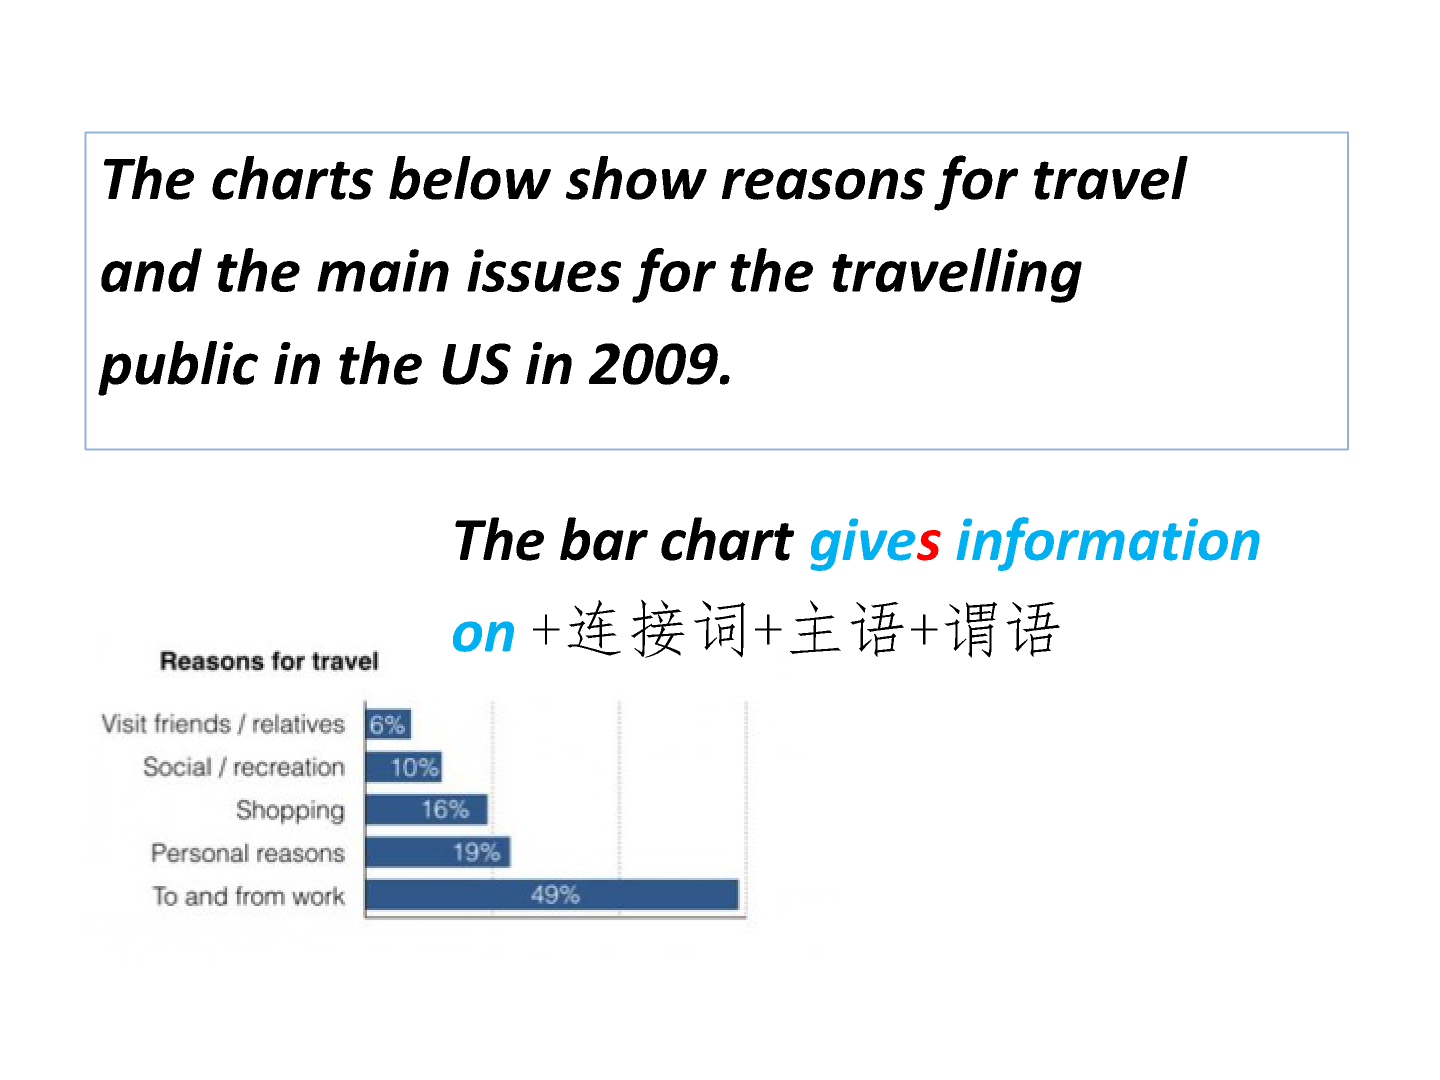 The charts below show reasons for travel
and the main issues for the travelling
public in the US in 2009.
The bar chart gives information
on +连接词+主语+谓语
Reasons for travel
Visit friends / relatives 6%
Social / recreation 10%
Shopping 16%
Personal reasons 19%
To and from work 49%